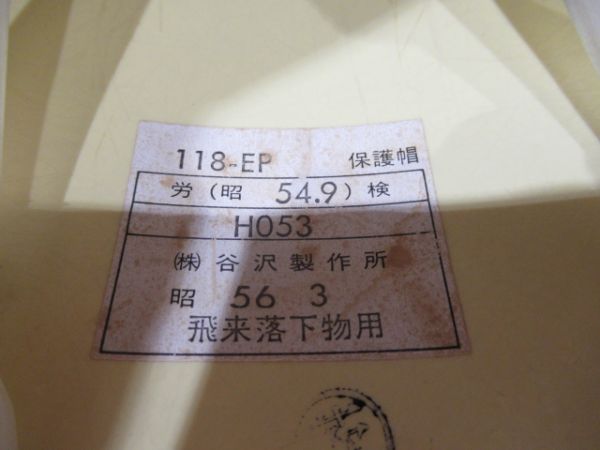 118-EP 保護帽
労(昭 54.9)検
H053
㈱谷沢製作所
昭 56 3
飛来落下物用